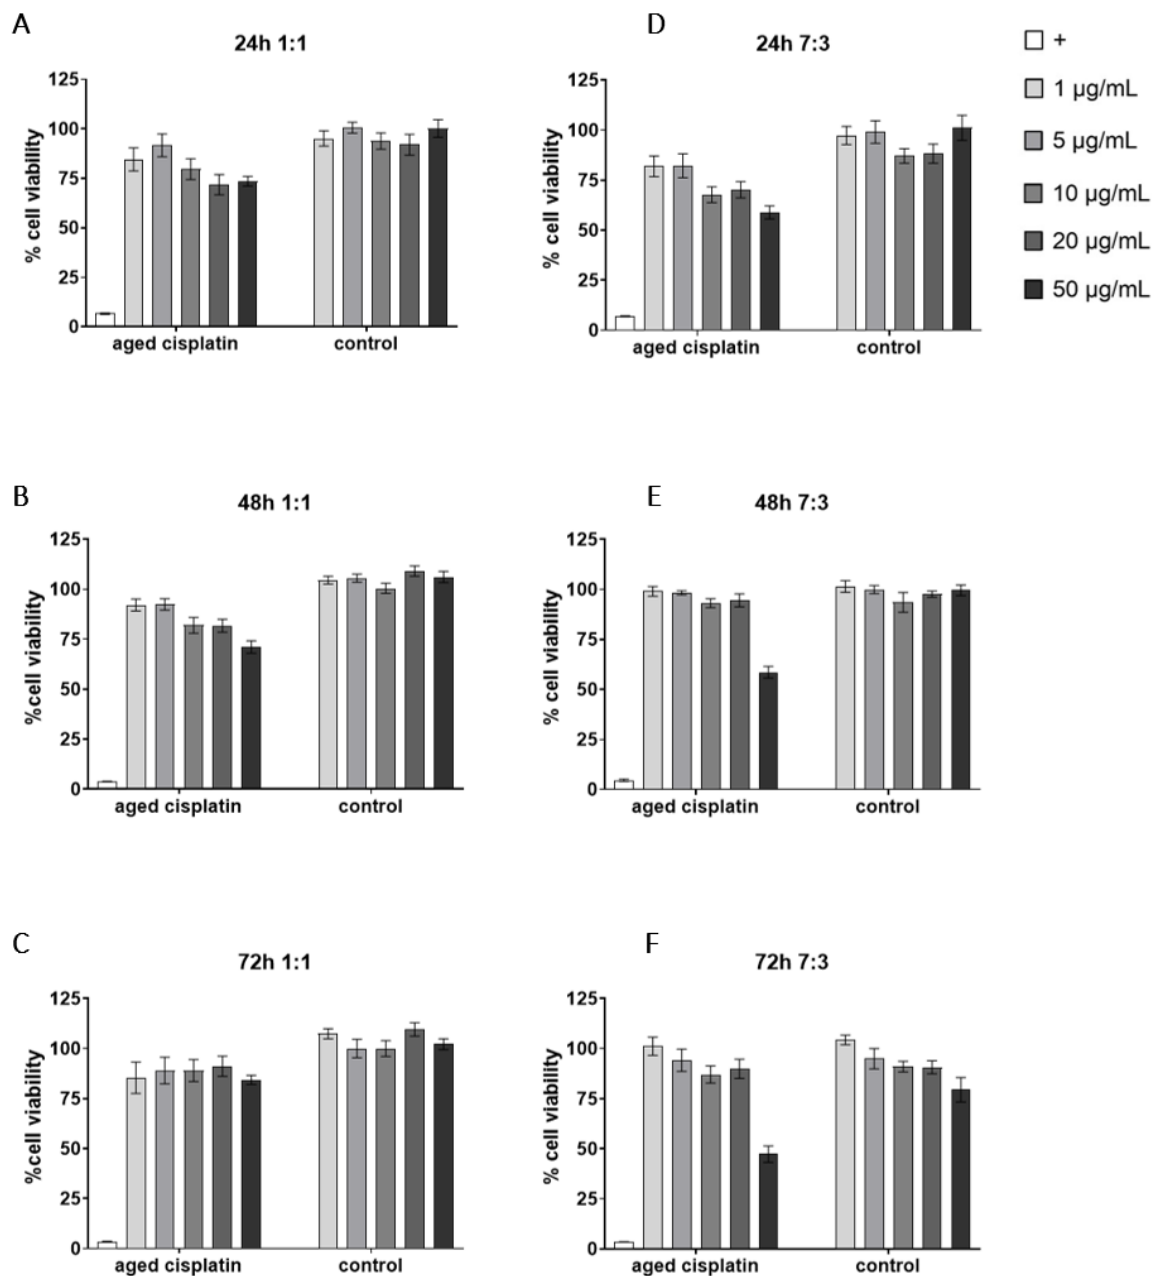 A
24h 1:1
% cell viability
125
100
75
50
25
0
aged cisplatin
control
D
24h 7:3
% cell viability
125
100
75
50
25
0
aged cisplatin
control
+
1 µg/mL
5 µg/mL
10 µg/mL
20 µg/mL
50 µg/mL
B
48h 1:1
%cell viability
125
100
75
50
25
0
aged cisplatin
control
E
48h 7:3
% cell viability
125
100
75
50
25
0
aged cisplatin
control
C
72h 1:1
%cell viability
125
100
75
50
25
0
aged cisplatin
control
F
72h 7:3
% cell viability
125
100
75
50
25
0
aged cisplatin
control